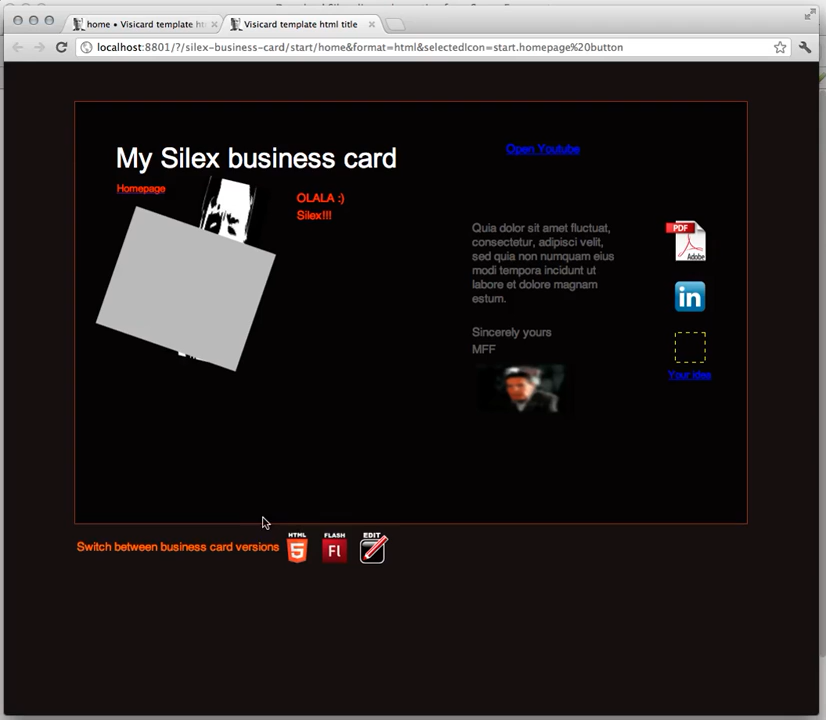 home • Visicard template ht
Visicard template html title
localhost:8801/?/silex-business-card/start/home&format=html&selectedIcon=start.homepage%20button
My Silex business card
Open Youtube
Homepage
OLALA :)
Silex!!!
Quia dolor sit amet fluctuat,
consectetur, adipisci velit,
sed quia non numquam eius
modi tempora incidunt ut
labore et dolore magnam
estum.
PDF
Adobe
in
Sincerely yours
MFF
Your idea
Switch between business card versions
HTML
5
FLASH
Fl
EDIT